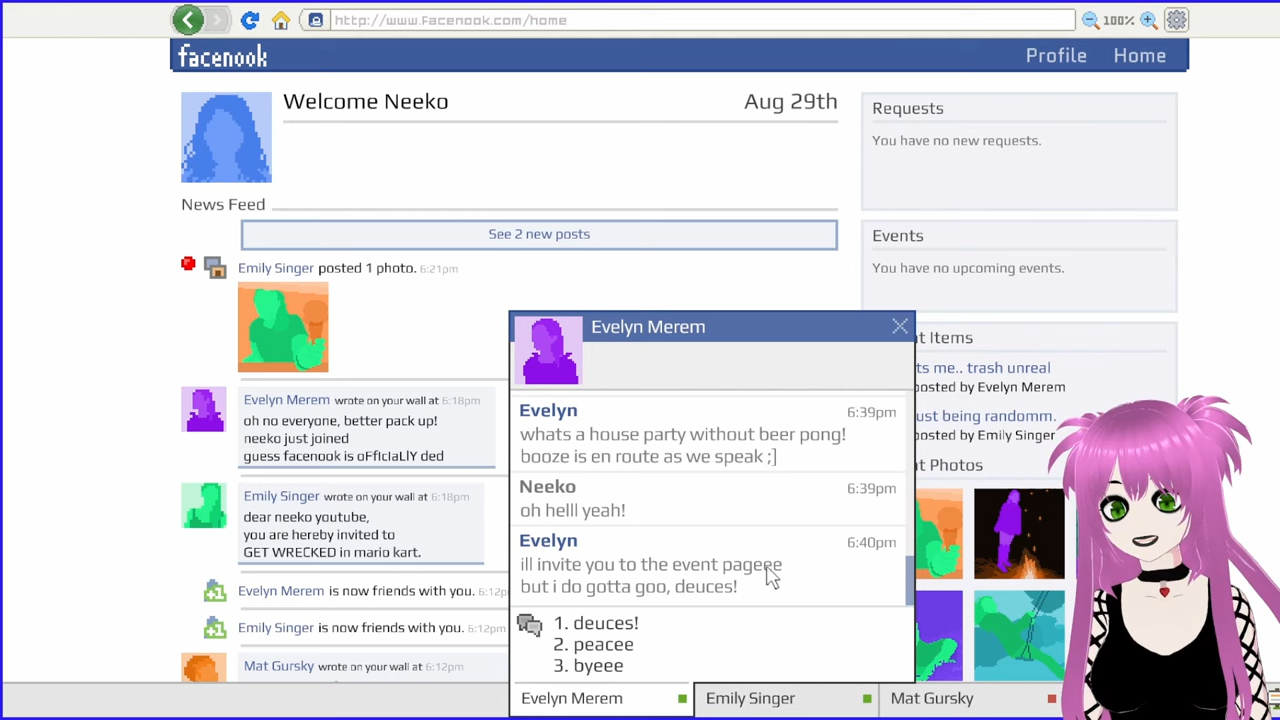 http://www.facenook.com/home
100%
facenook
Profile
Home
Welcome Neeko
Aug 29th
News Feed
See 2 new posts
Emily Singer posted 1 photo. 6:21pm
Evelyn Merem wrote on your wall at 6:18pm
oh no everyone, better pack up!
neeko just joined
guess facenook is oFfIcIaLlY ded
Emily Singer wrote on your wall at 6:18pm
dear neeko youtube,
you are hereby invited to
GET WRECKED in mario kart.
+1
Evelyn Merem is now friends with you. 6:12p
+1
Emily Singer is now friends with you. 6:12pm
Mat Gursky wrote on your wall at 6:12pm
Requests
You have no new requests.
Events
You have no upcoming events.
t Items
ts me.. trash unreal
posted by Evelyn Merem
ust being randomm.
posted by Emily Singer
t Photos
Evelyn Merem
Evelyn
6:39pm
whats a house party without beer pong!
booze is en route as we speak ;]
Neeko
6:39pm
oh helll yeah!
Evelyn
6:40pm
ill invite you to the event pageee
but i do gotta goo, deuces!
1. deuces!
2. peacee
3. byeee
Evelyn Merem
Emily Singer
Mat Gursky